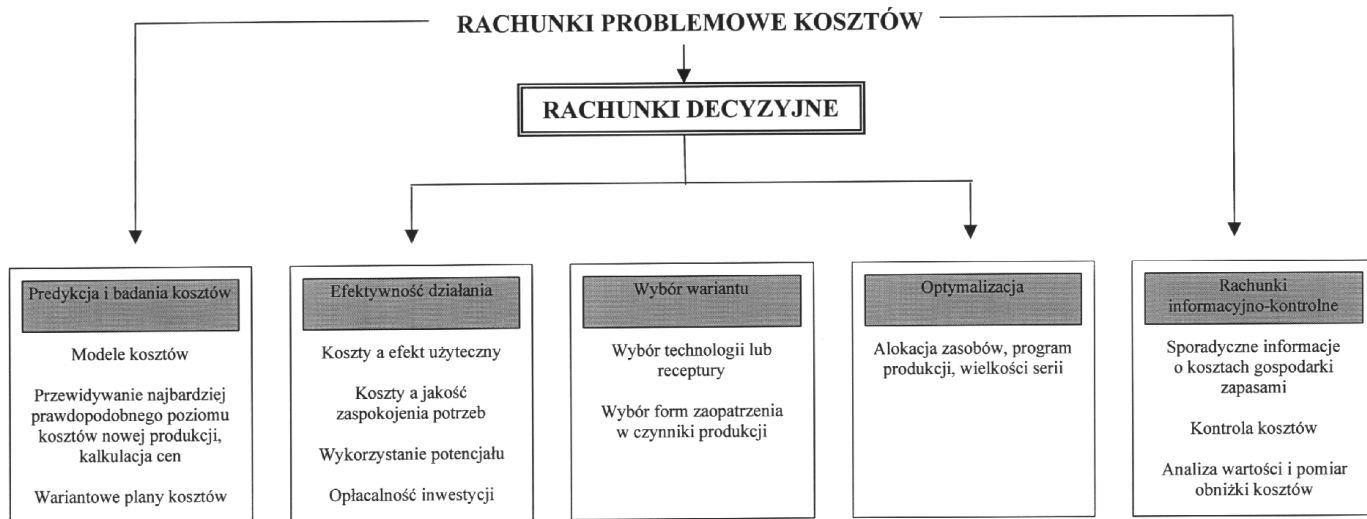 RACHUNKI PROBLEMOWE KOSZTÓW
RACHUNKI DECYZYJNE
Predykcja i badania kosztów
Modele kosztów
Przewidywanie najbardziej
prawdopodobnego poziomu
kosztów nowej produkcji,
kalkulacja cen
Wariantowe plany kosztów
Efektywność działania
Koszty a efekt użyteczny
Koszty a jakość
zaspokojenia potrzeb
Wykorzystanie potencjału
Opłacalność inwestycji
Wybór wariantu
Wybór technologii lub
receptury
Wybór form zaopatrzenia
w czynniki produkcji
Optymalizacja
Alokacja zasobów, program
produkcji, wielkości serii
Rachunki
informacyjno-kontrolne
Sporadyczne informacje
o kosztach gospodarki
zapasami
Kontrola kosztów
Analiza wartości i pomiar
obniżki kosztów